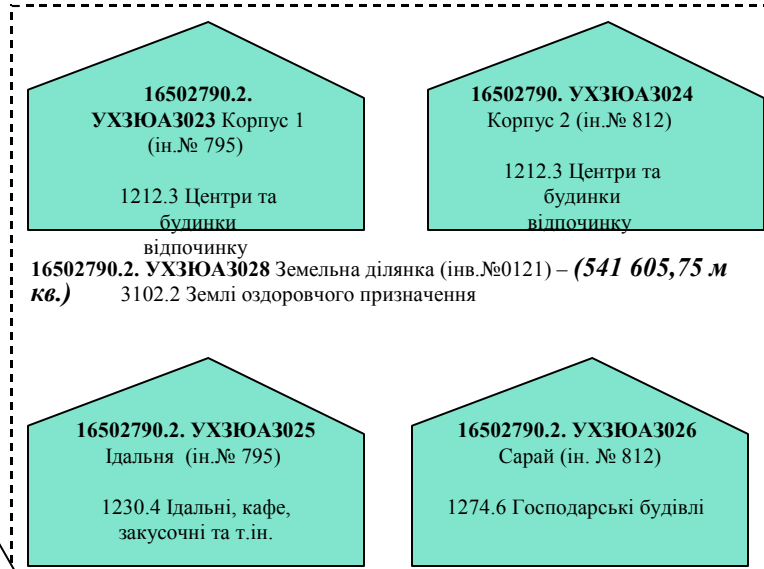 16502790.2.
УХЗЮАЗ023 Корпус 1
(ін.№ 795)
1212.3 Центри та
будинки
відпочинку
16502790. УХЗЮАЗ024
Корпус 2 (ін.№ 812)
1212.3 Центри та
будинки
відпочинку
16502790.2. УХЗЮАЗ028 Земельна ділянка (інв.№0121) – (541 605,75 м
кв.) 3102.2 Землі оздоровчого призначення
16502790.2. УХЗЮАЗ025
Їдальня (ін.№ 795)
1230.4 Їдальні, кафе,
закусочні та т.ін.
16502790.2. УХЗЮАЗ026
Сарай (ін. № 812)
1274.6 Господарські будівлі